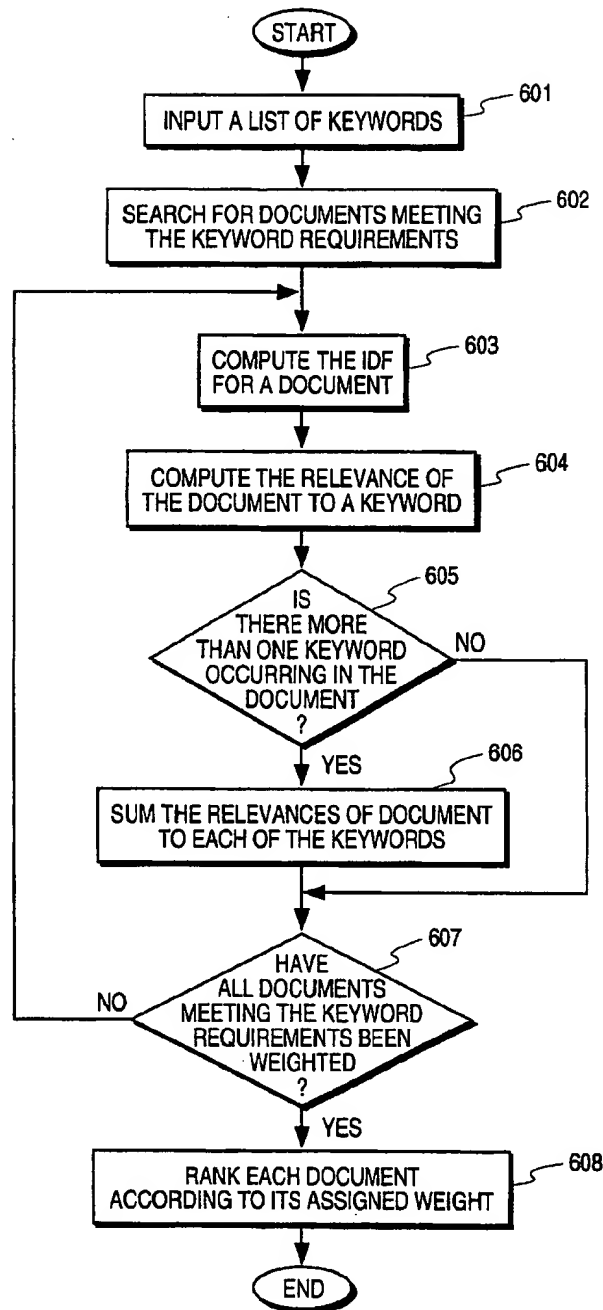 START
601
INPUT A LIST OF KEYWORDS
602
SEARCH FOR DOCUMENTS MEETING
THE KEYWORD REQUIREMENTS
603
COMPUTE THE IDF
FOR A DOCUMENT
604
COMPUTE THE RELEVANCE OF
THE DOCUMENT TO A KEYWORD
605
IS
THERE MORE
THAN ONE KEYWORD
OCCURRING IN THE
DOCUMENT
?
NO
YES
606
SUM THE RELEVANCES OF DOCUMENT
TO EACH OF THE KEYWORDS
607
HAVE
ALL DOCUMENTS
MEETING THE KEYWORD
REQUIREMENTS BEEN
WEIGHTED
?
NO
YES
608
RANK EACH DOCUMENT
ACCORDING TO ITS ASSIGNED WEIGHT
END